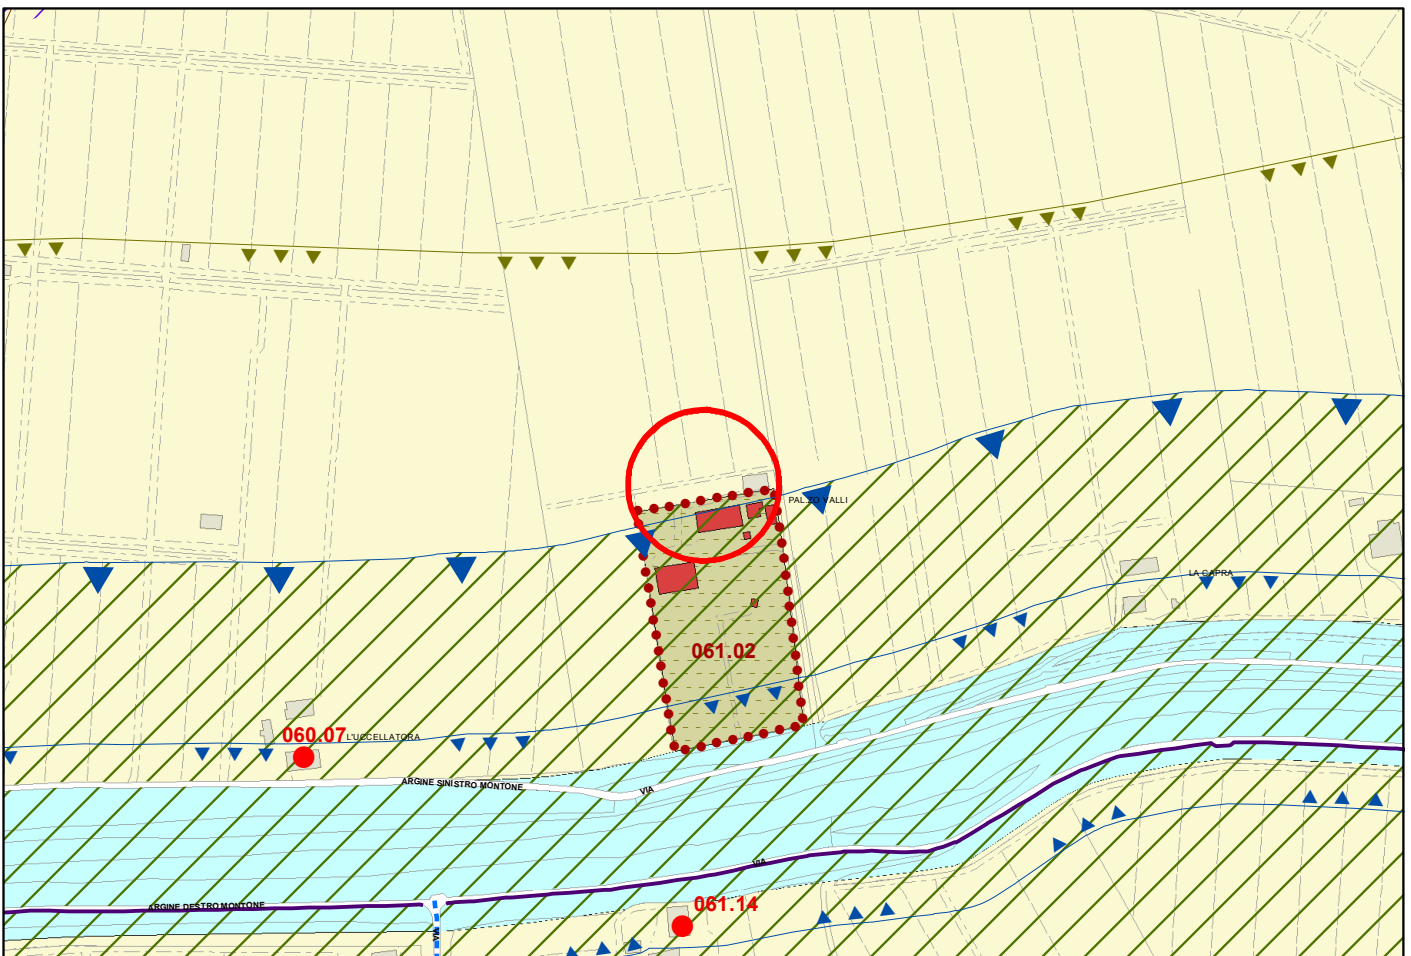 PAL.ZO VALLI
LA CAPRA
061.02
060.07
L'UCCELLATORA
ARGINE SINISTRO MONTONE
VIA
VIA
061.14
ARGINE DESTRO MONTONE
VIA